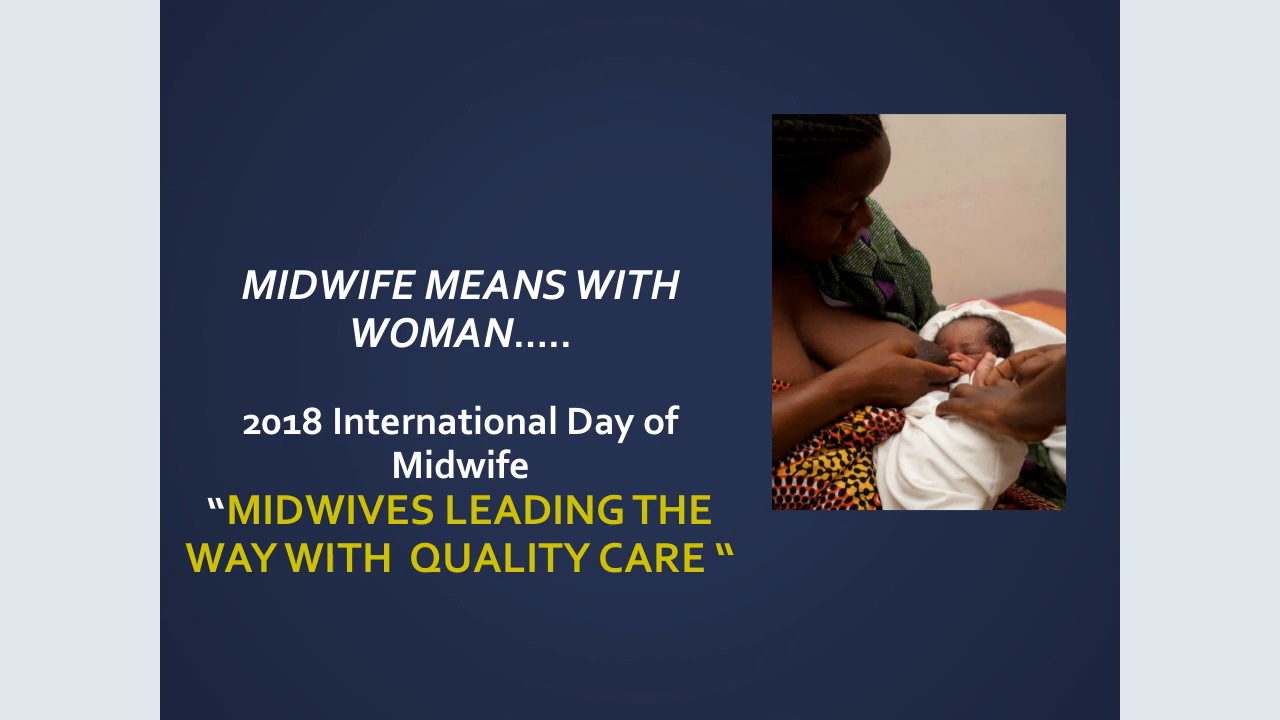 MIDWIFE MEANS WITH
WOMAN.....
2018 International Day of
Midwife
“MIDWIVES LEADING THE
WAY WITH  QUALITY CARE “